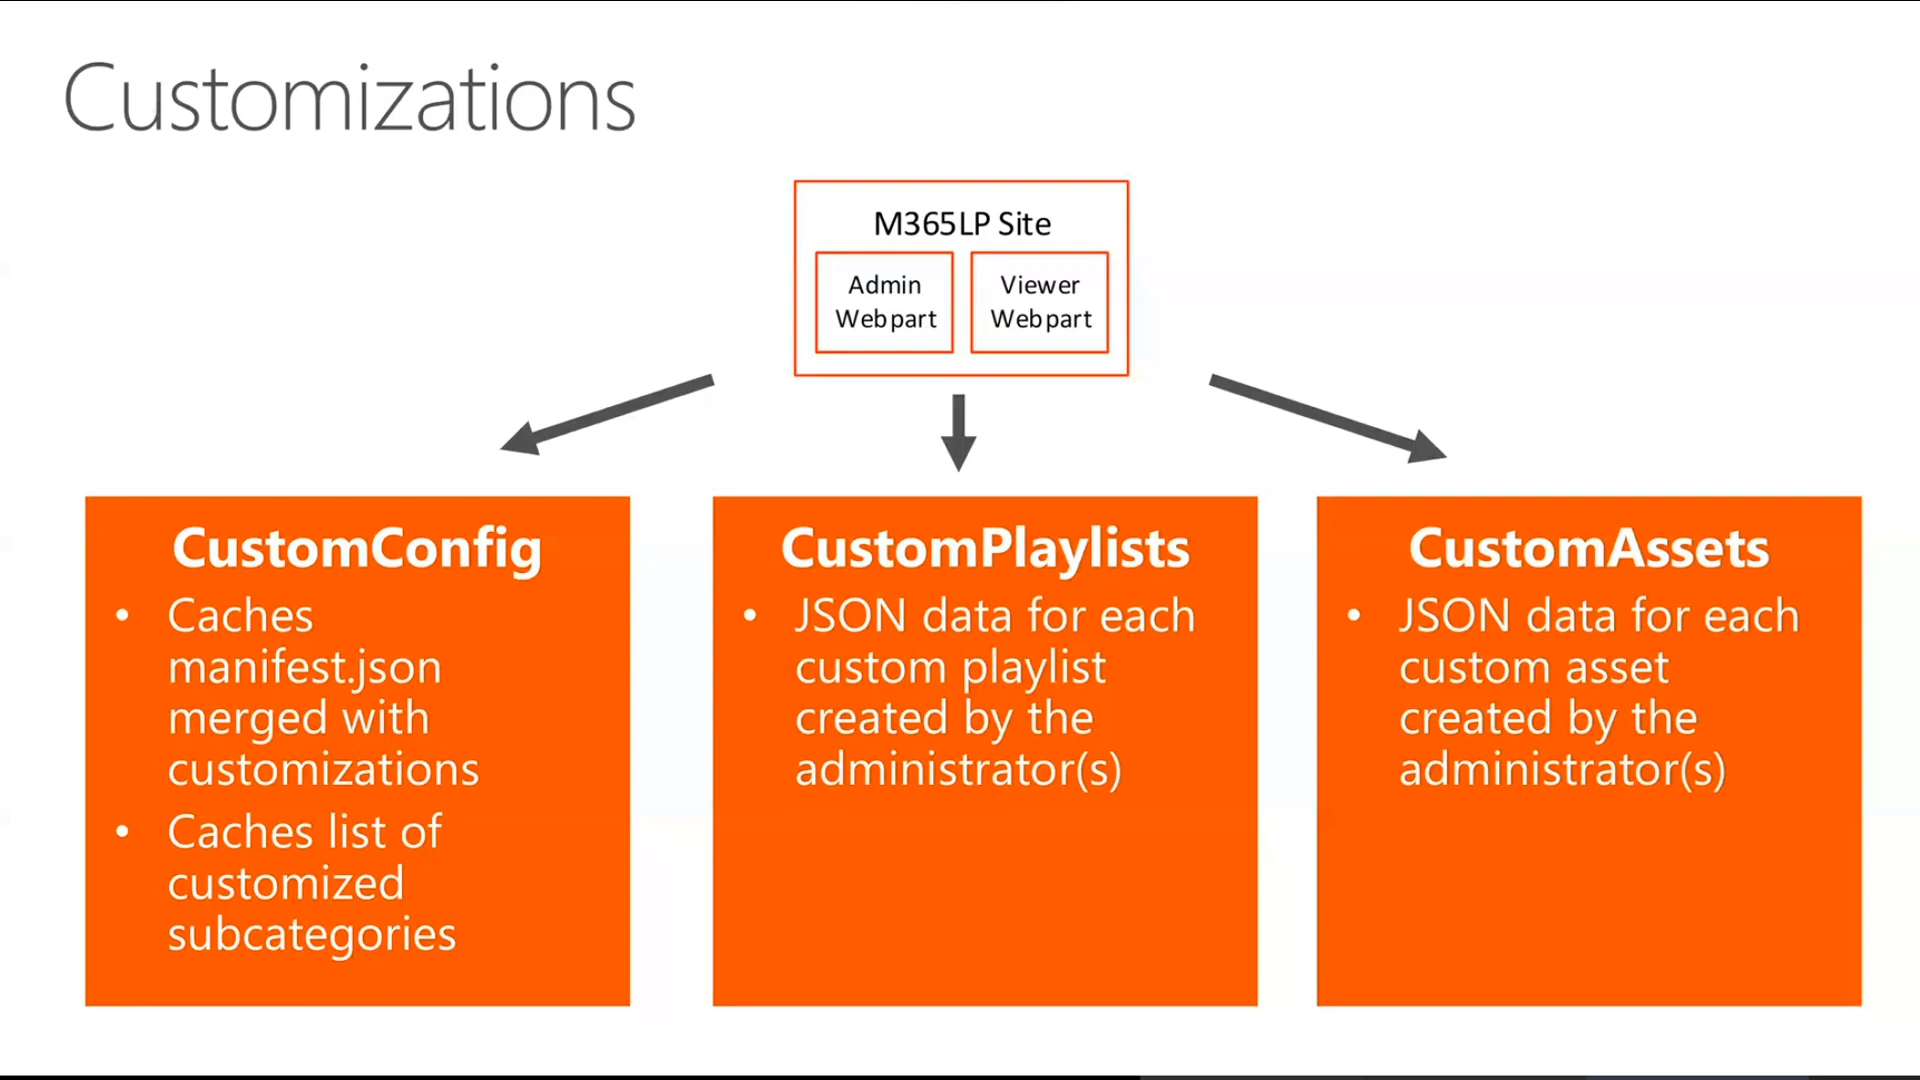 Customizations
M365LP Site
Admin
Webpart
Viewer
Webpart
CustomConfig
• Caches
manifest.json
merged with
customizations
• Caches list of
customized
subcategories
CustomPlaylists
• JSON data for each
custom playlist
created by the
administrator(s)
CustomAssets
• JSON data for each
custom asset
created by the
administrator(s)